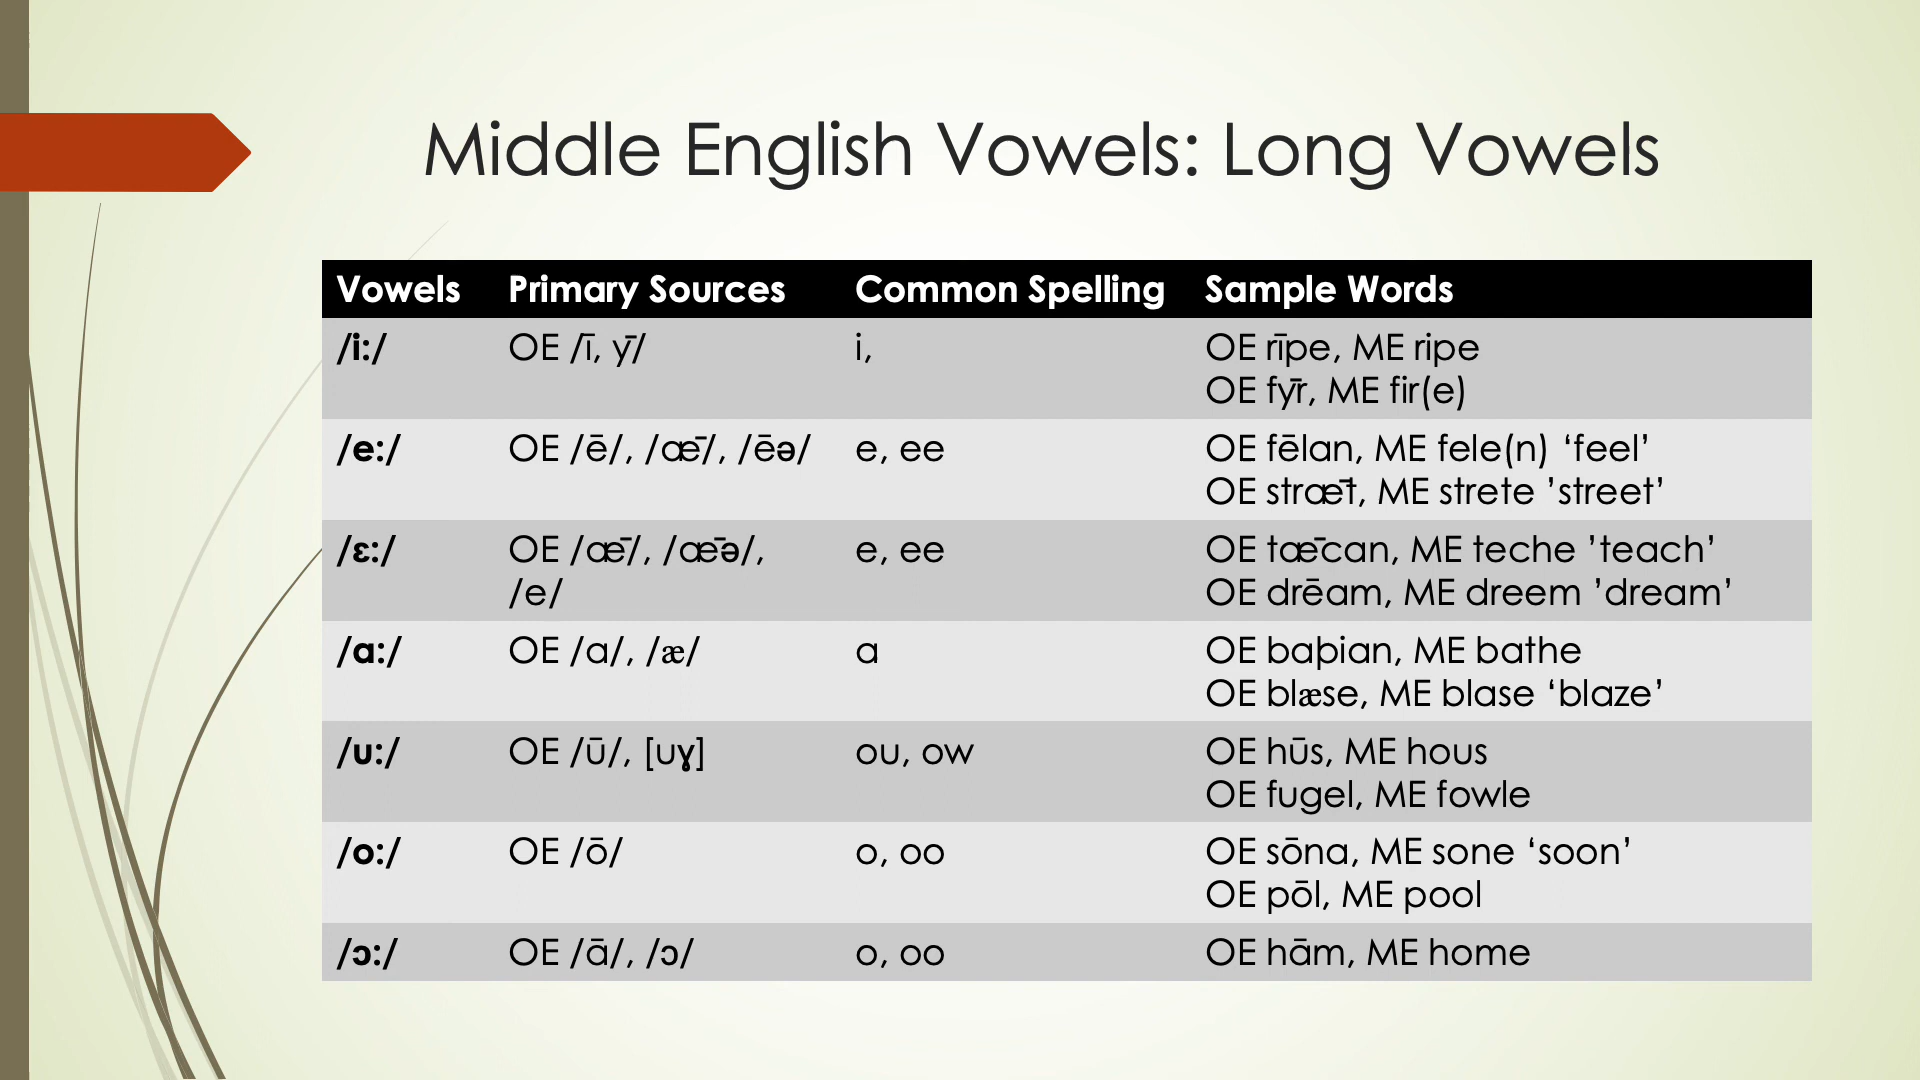 Middle English Vowels: Long Vowels
Vowels Primary Sources Common Spelling Sample Words
/i:/ OE /ī, ȳ/ i, OE rīpe, ME ripe
OE fȳr, ME fir(e)
/e:/ OE /ē/, /ǣ/, /ēə/ e, ee OE fēlan, ME fele(n) ‘feel’
OE strǣt, ME strete ’street’
/ɛ:/ OE /ǣ/, /ǣə/, e, ee OE tǣcan, ME teche ’teach’
/e/ OE drēam, ME dreem ’dream’
/ɑ:/ OE /ɑ/, /æ/ a OE baþian, ME bathe
OE blæse, ME blase ‘blaze’
/u:/ OE /ū/, [uɣ] ou, ow OE hūs, ME hous
OE fugel, ME fowle
/o:/ OE /ō/ o, oo OE sōna, ME sone ‘soon’
OE pōl, ME pool
/ɔ:/ OE /ā/, /ɔ/ o, oo OE hām, ME home